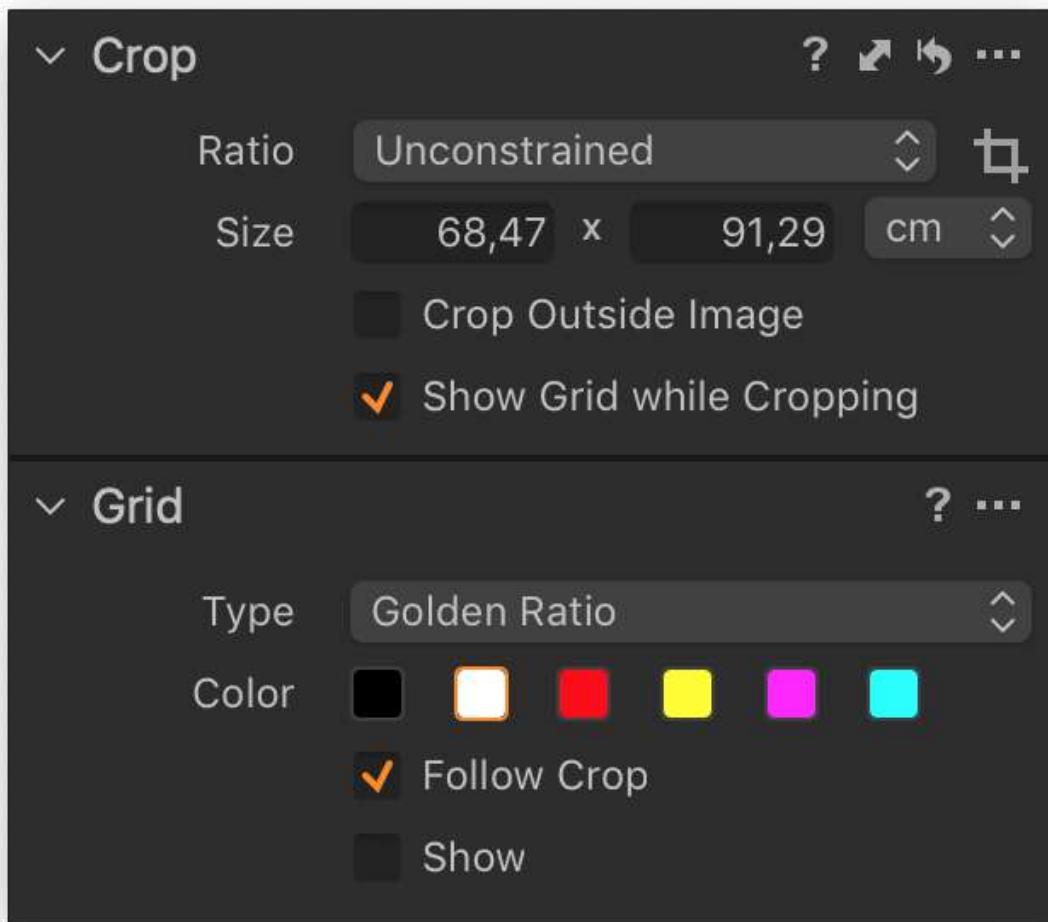 Crop ? ...
Ratio Unconstrained
Size 68,47 x 91,29 cm
Crop Outside Image
Show Grid while Cropping
Grid ? ...
Type Golden Ratio
Color
Follow Crop
Show